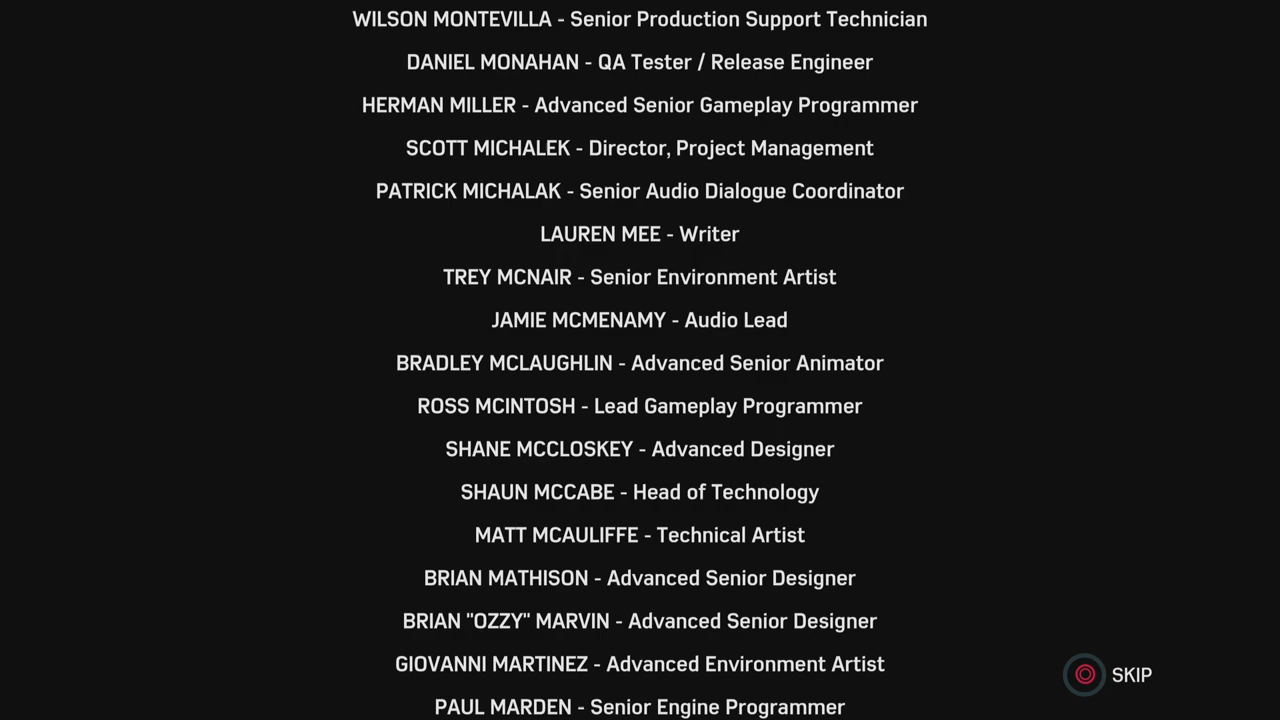 WILSON MONTEVILLA - Senior Production Support Technician
DANIEL MONAHAN - QA Tester / Release Engineer
HERMAN MILLER - Advanced Senior Gameplay Programmer
SCOTT MICHALEK - Director, Project Management
PATRICK MICHALAK - Senior Audio Dialogue Coordinator
LAUREN MEE - Writer
TREY MCNAIR - Senior Environment Artist
JAMIE MCMENAMY - Audio Lead
BRADLEY MCLAUGHLIN - Advanced Senior Animator
ROSS MCINTOSH - Lead Gameplay Programmer
SHANE MCCLOSKEY - Advanced Designer
SHAUN MCCABE - Head of Technology
MATT MCAULIFFE - Technical Artist
BRIAN MATHISON - Advanced Senior Designer
BRIAN "OZZY" MARVIN - Advanced Senior Designer
GIOVANNI MARTINEZ - Advanced Environment Artist
SKIP
PAUL MARDEN - Senior Engine Programmer